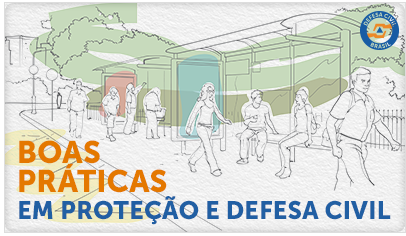 DEFESA CIVIL
BRASIL
BOAS
PRÁTICAS
EM PROTEÇÃO E DEFESA CIVIL